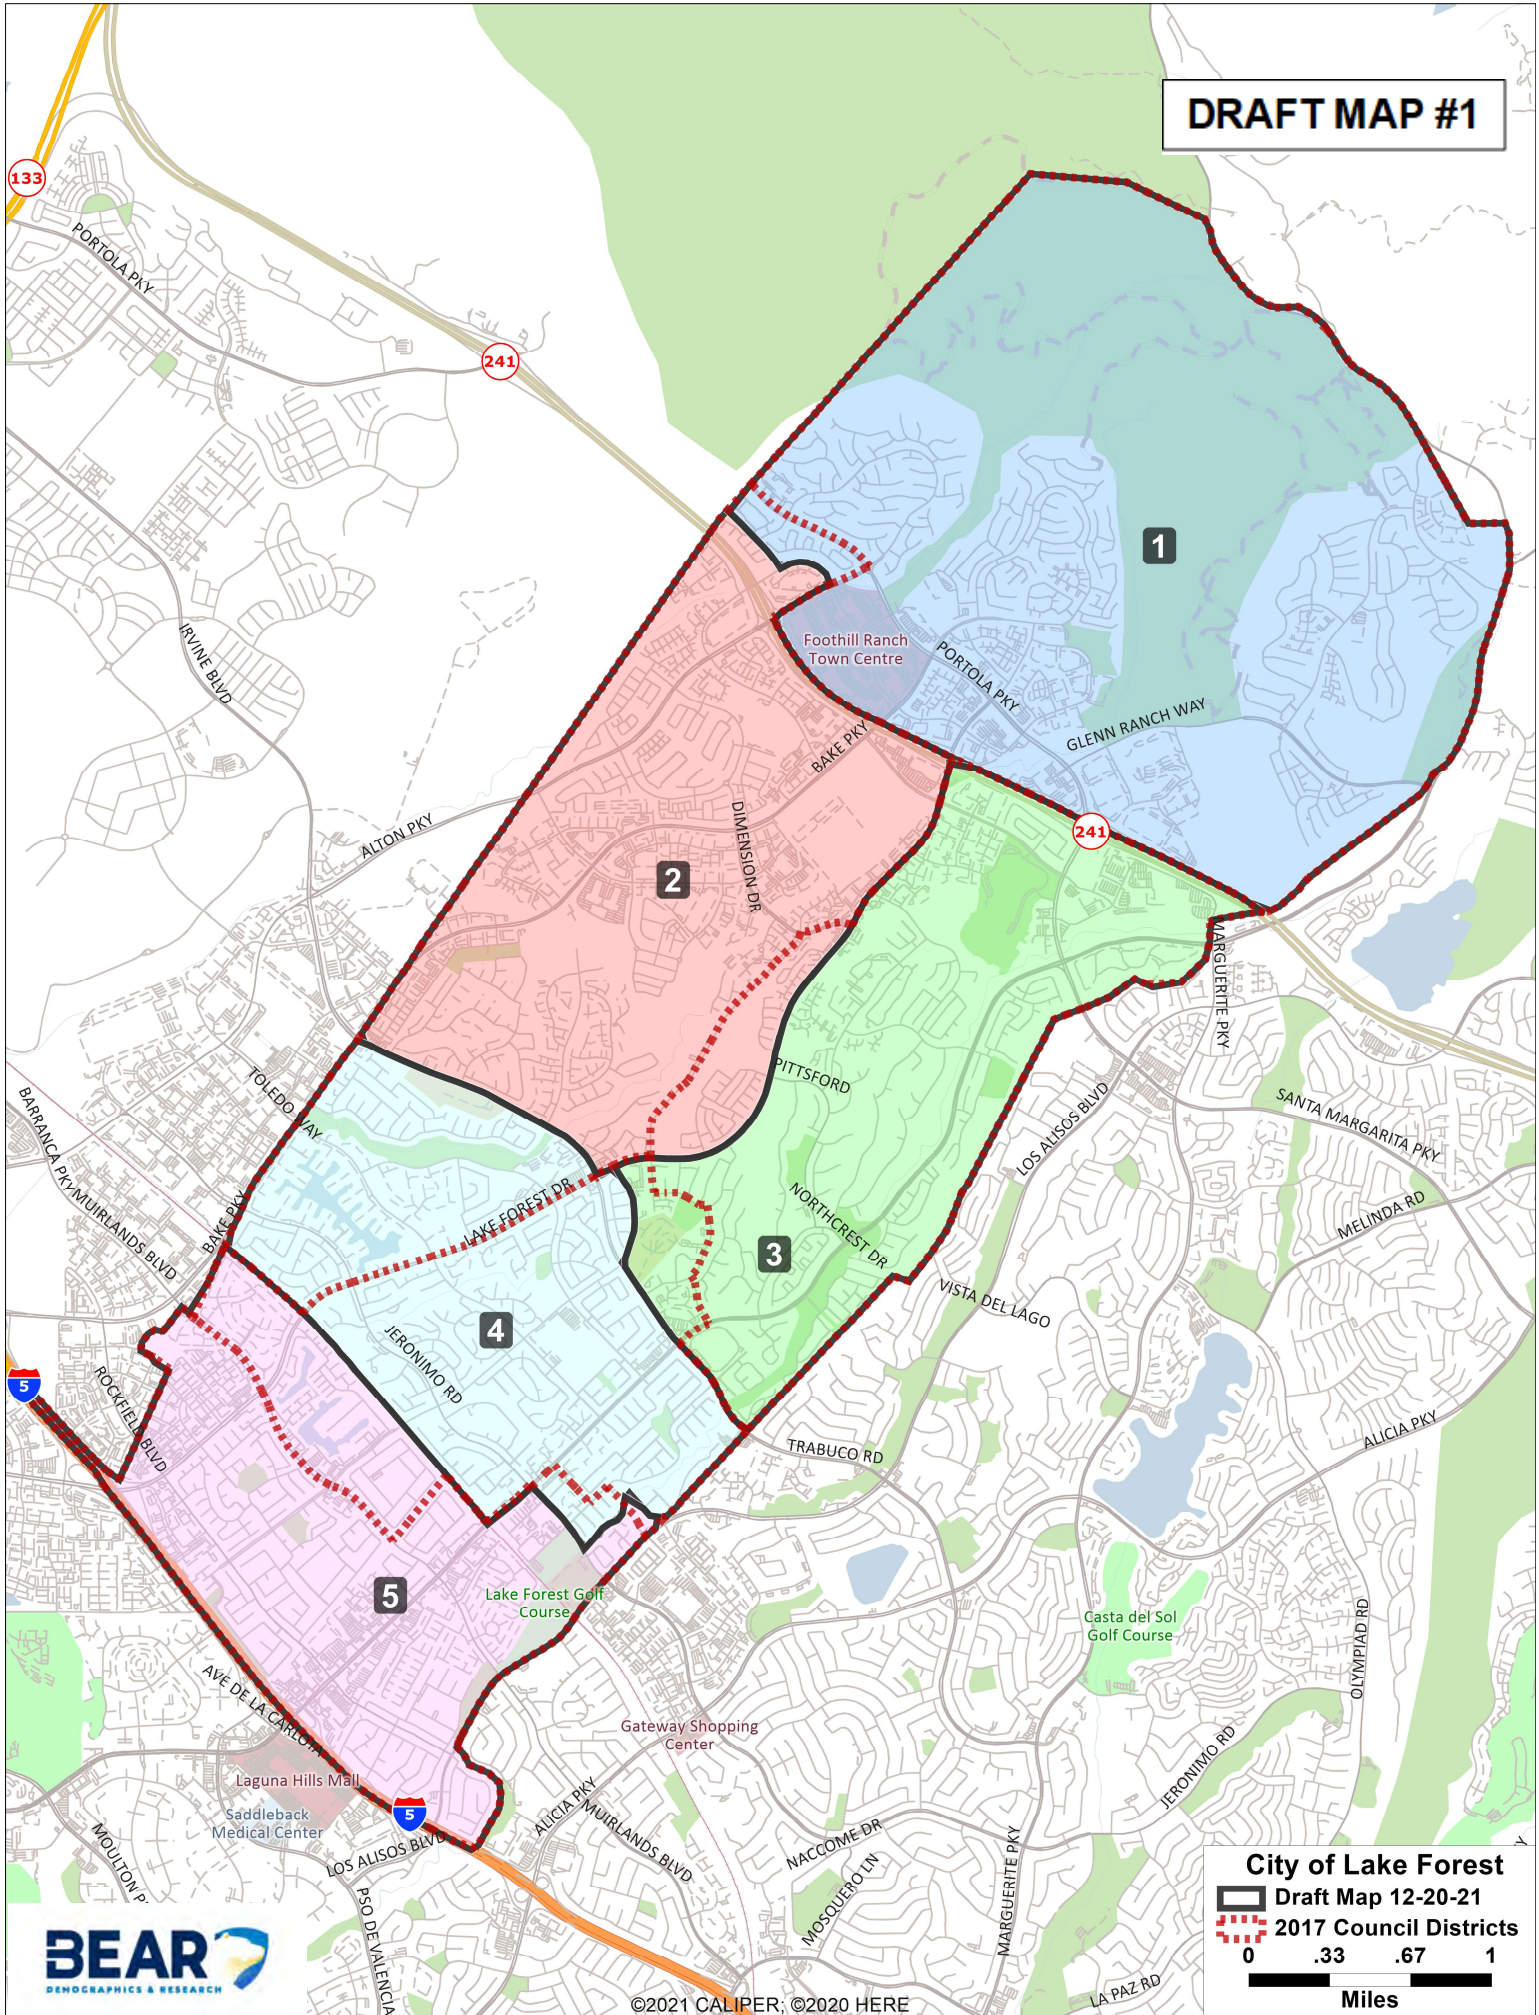 DRAFT MAP #1
133
PORTOLA PKY
241
1
IRVINE BLVD
Foothill Ranch
Town Centre
PORTOLA PKY
GLENN RANCH WAY
BAKE PKY
DIMENSION DR
ALTON PKY
241
2
MARGUERITE PKY
TOLEDO WAY
PITTSFORD
BARRANCA PKY
LOS ALISOS BLVD
SANTA MARGARITA PKY
MUIRLANDS BLVD
BAKE PKY
LAKE FOREST DR
NORTHCREST DR
MELINDA RD
3
VISTA DEL LAGO
4
JERONIMO RD
5
ROCKFIELD BLVD
TRABUCO RD
ALICIA PKY
5
Lake Forest Golf
Course
Casta del Sol
Golf Course
OLYMPIAD RD
AVE DE LA CARLOTA
Gateway Shopping
Center
JERONIMO RD
Laguna Hills Mall
Saddleback
Medical Center
5
ALICIA PKY
MUIRLANDS BLVD
LOS ALISOS BLVD
NACCOME DR
MOULTON P
MOSQUERO LN
MARGUERITE PKY
PSO DE VALENCIA
LA PAZ RD
Y
City of Lake Forest
Draft Map 12-20-21
2017 Council Districts
0 .33 .67 1
Miles
BEAR
DEMOGRAPHICS & RESEARCH
©2021 CALIPER; ©2020 HERE